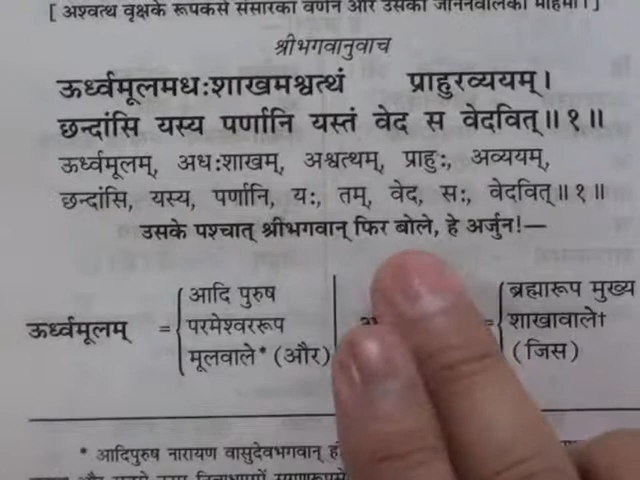 [ अश्वत्थ वृक्षके रूपकसे संसारका वर्णन और उसको जाननेवालेकी महिमा। ]
श्रीभगवानुवाच
ऊर्ध्वमूलमधःशाखमश्वत्थं प्राहुरव्ययम्।
छन्दांसि यस्य पर्णानि यस्तं वेद स वेदवित्॥ १॥
ऊर्ध्वमूलम्, अधःशाखम्, अश्वत्थम्, प्राहुः, अव्ययम्,
छन्दांसि, यस्य, पर्णानि, यः, तम्, वेद, सः, वेदवित्॥ १॥
उसके पश्चात् श्रीभगवान् फिर बोले, हे अर्जुन!—
ऊर्ध्वमूलम् =
आदि पुरुष
परमेश्वररूप
मूलवाले* (और)
=
ब्रह्मारूप मुख्य
शाखावाले†
(जिस)
* आदिपुरुष नारायण वासुदेवभगवान् ही